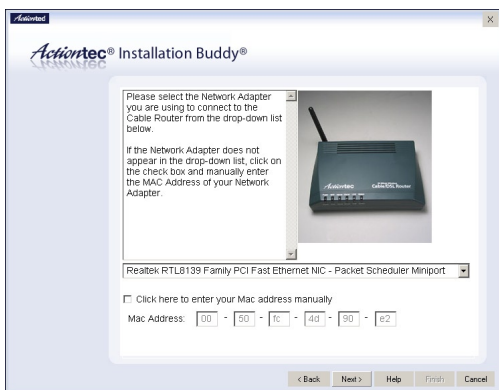 Actiontec
X
Actiontec® Installation Buddy®
Please select the Network Adapter
you are using to connect to the
Cable Router from the drop-down list
below.
If the Network Adapter does not
appear in the drop-down list, click on
the check box and manually enter
the MAC Address of your Network
Adapter.
Actiontec Cable/DSL Router
Realtek RTL8139 Family PCI Fast Ethernet NIC - Packet Scheduler Miniport
Click here to enter your Mac address manually
Mac Address: 00 - 50 - fc - 4d - 90 - e2
< Back Next > Help Finish Cancel